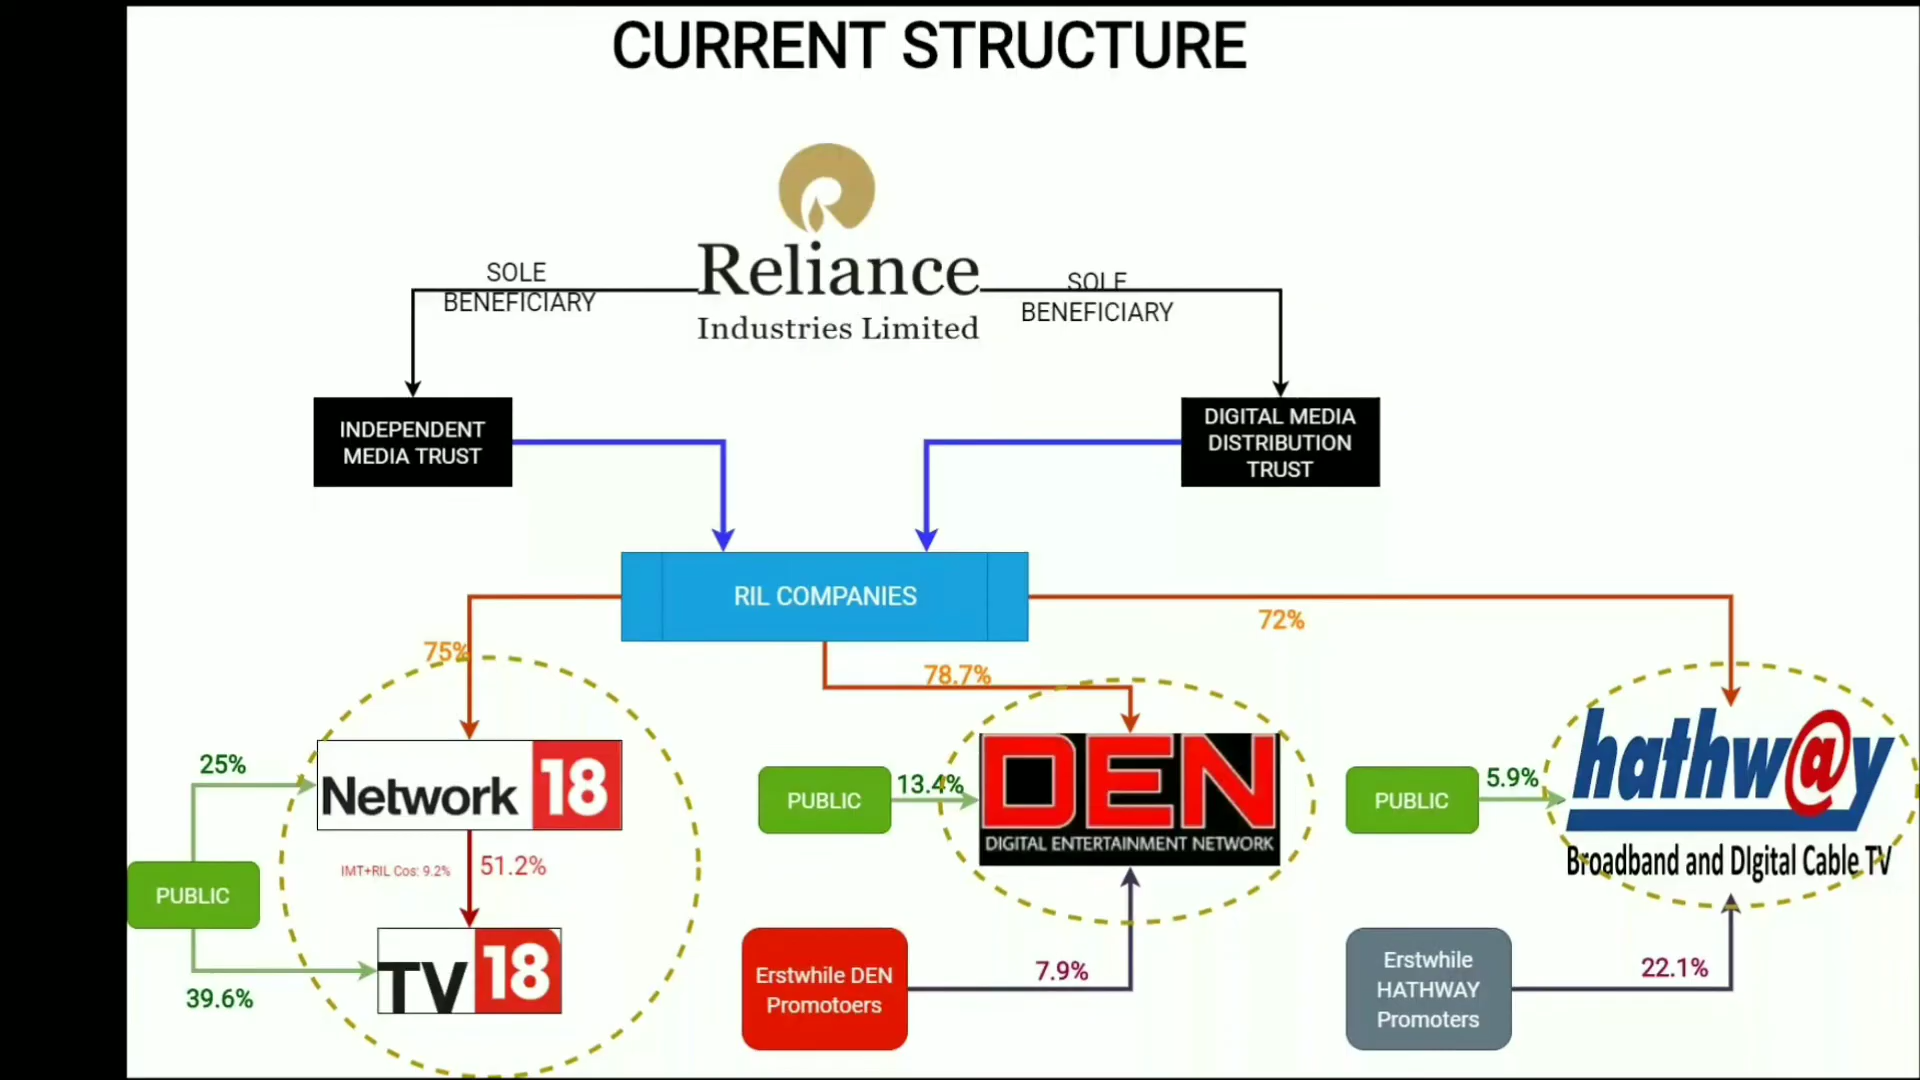 CURRENT STRUCTURE
Reliance
Industries Limited
SOLE
BENEFICIARY
SOLE
BENEFICIARY
INDEPENDENT
MEDIA TRUST
DIGITAL MEDIA
DISTRIBUTION
TRUST
RIL COMPANIES
75%
78.7%
72%
25%
Network 18
IMT+RIL Cos: 9.2%
51.2%
PUBLIC
39.6%
TV 18
PUBLIC
13.4%
DEN
DIGITAL ENTERTAINMENT NETWORK
Erstwhile DEN
Promotoers
7.9%
PUBLIC
5.9%
hathw@y
Broadband and DIgital Cable TV
Erstwhile
HATHWAY
Promoters
22.1%